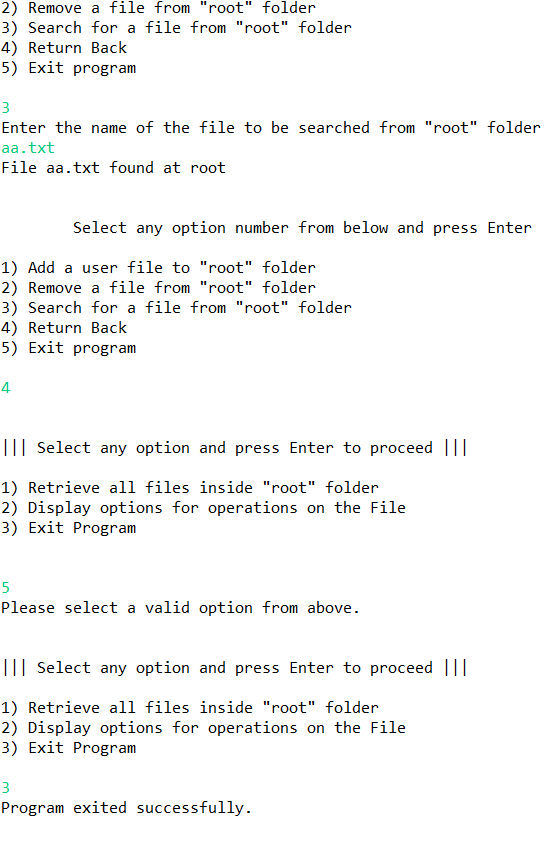 2) Remove a file from "root" folder
3) Search for a file from "root" folder
4) Return Back
5) Exit program
3
Enter the name of the file to be searched from "root" folder
aa.txt
File aa.txt found at root
Select any option number from below and press Enter
1) Add a user file to "root" folder
2) Remove a file from "root" folder
3) Search for a file from "root" folder
4) Return Back
5) Exit program
4
||| Select any option and press Enter to proceed |||
1) Retrieve all files inside "root" folder
2) Display options for operations on the File
3) Exit Program
5
Please select a valid option from above.
||| Select any option and press Enter to proceed |||
1) Retrieve all files inside "root" folder
2) Display options for operations on the File
3) Exit Program
3
Program exited successfully.